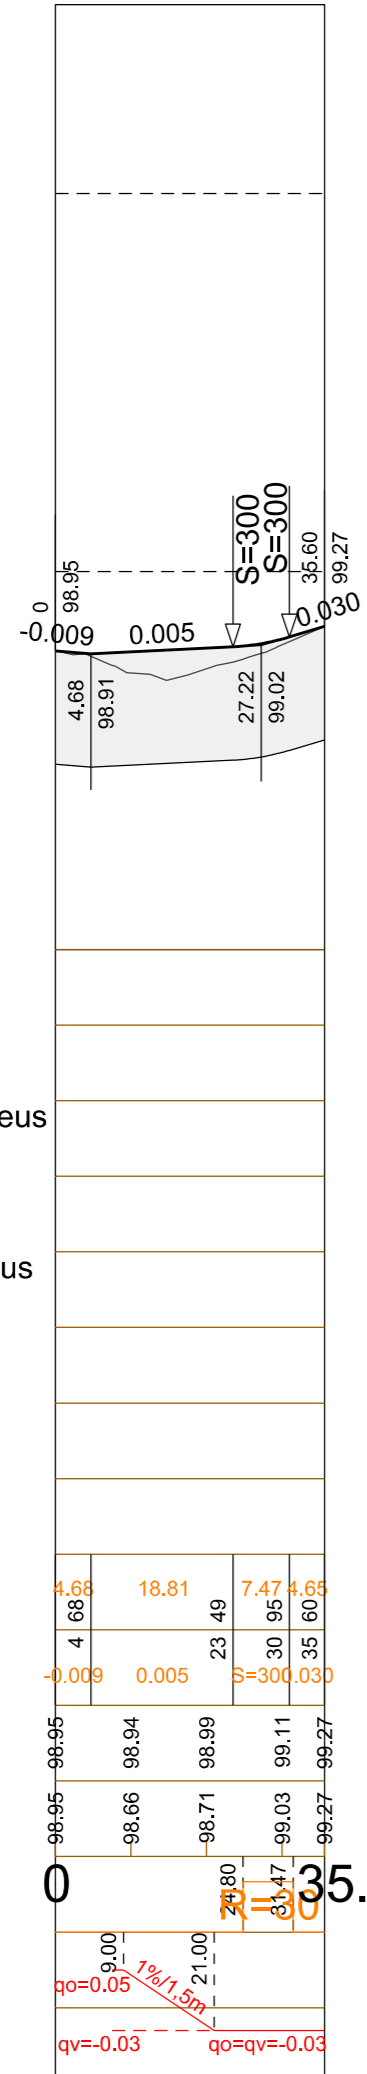 S=300
S=300
0
98.95
35.60
99.27
-0.009
0.005
0.030
4.68
98.91
27.22
99.02
eus
us
4.68 18.81 7.47 4.65
4 68 23 49 30 95 35 60
-0.009 0.005 S=300 0.030
98.95 98.94 98.99 99.11 99.27
98.95 98.66 98.71 99.03 99.27
0 24.80 31.47 35.
R=30
9.00 21.00
1%/1,5m
qo=0.05
qv=-0.03 qo=qv=-0.03